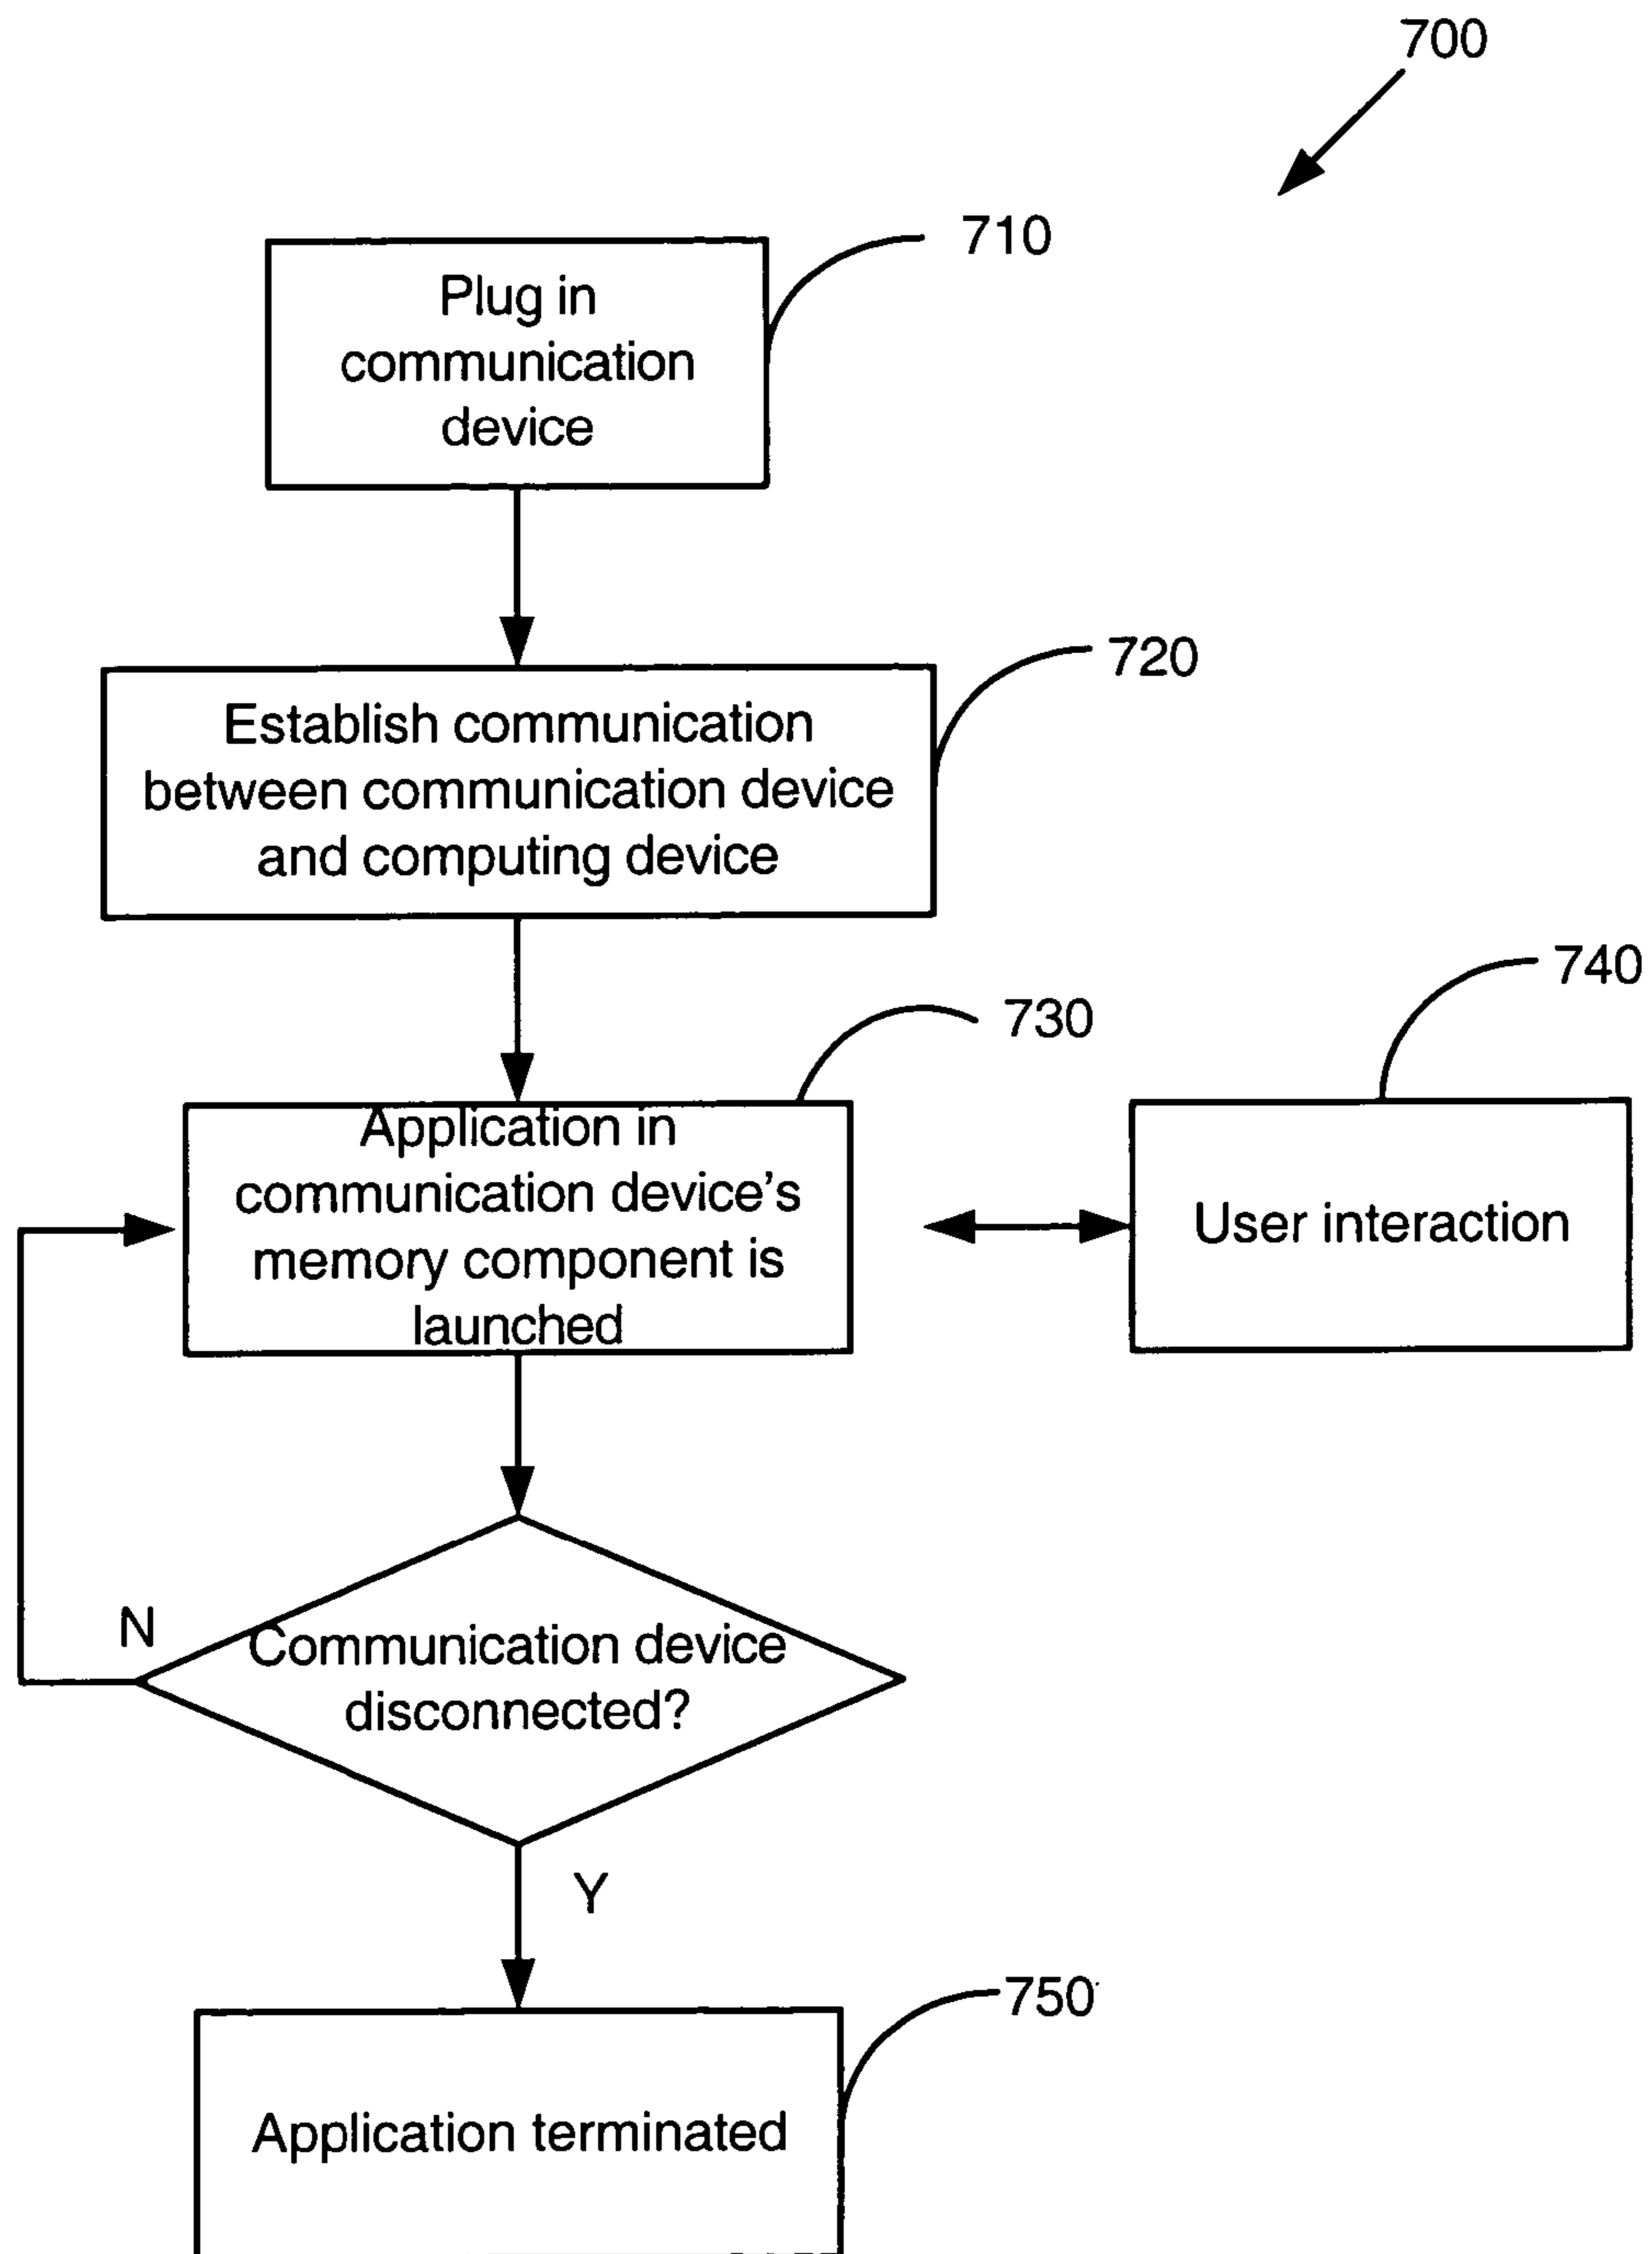 700
710
Plug in
communication
device
720
Establish communication
between communication device
and computing device
740
730
Application in
communication device's
memory component is
launched
User interaction
N
Communication device
disconnected?
Y
750
Application terminated